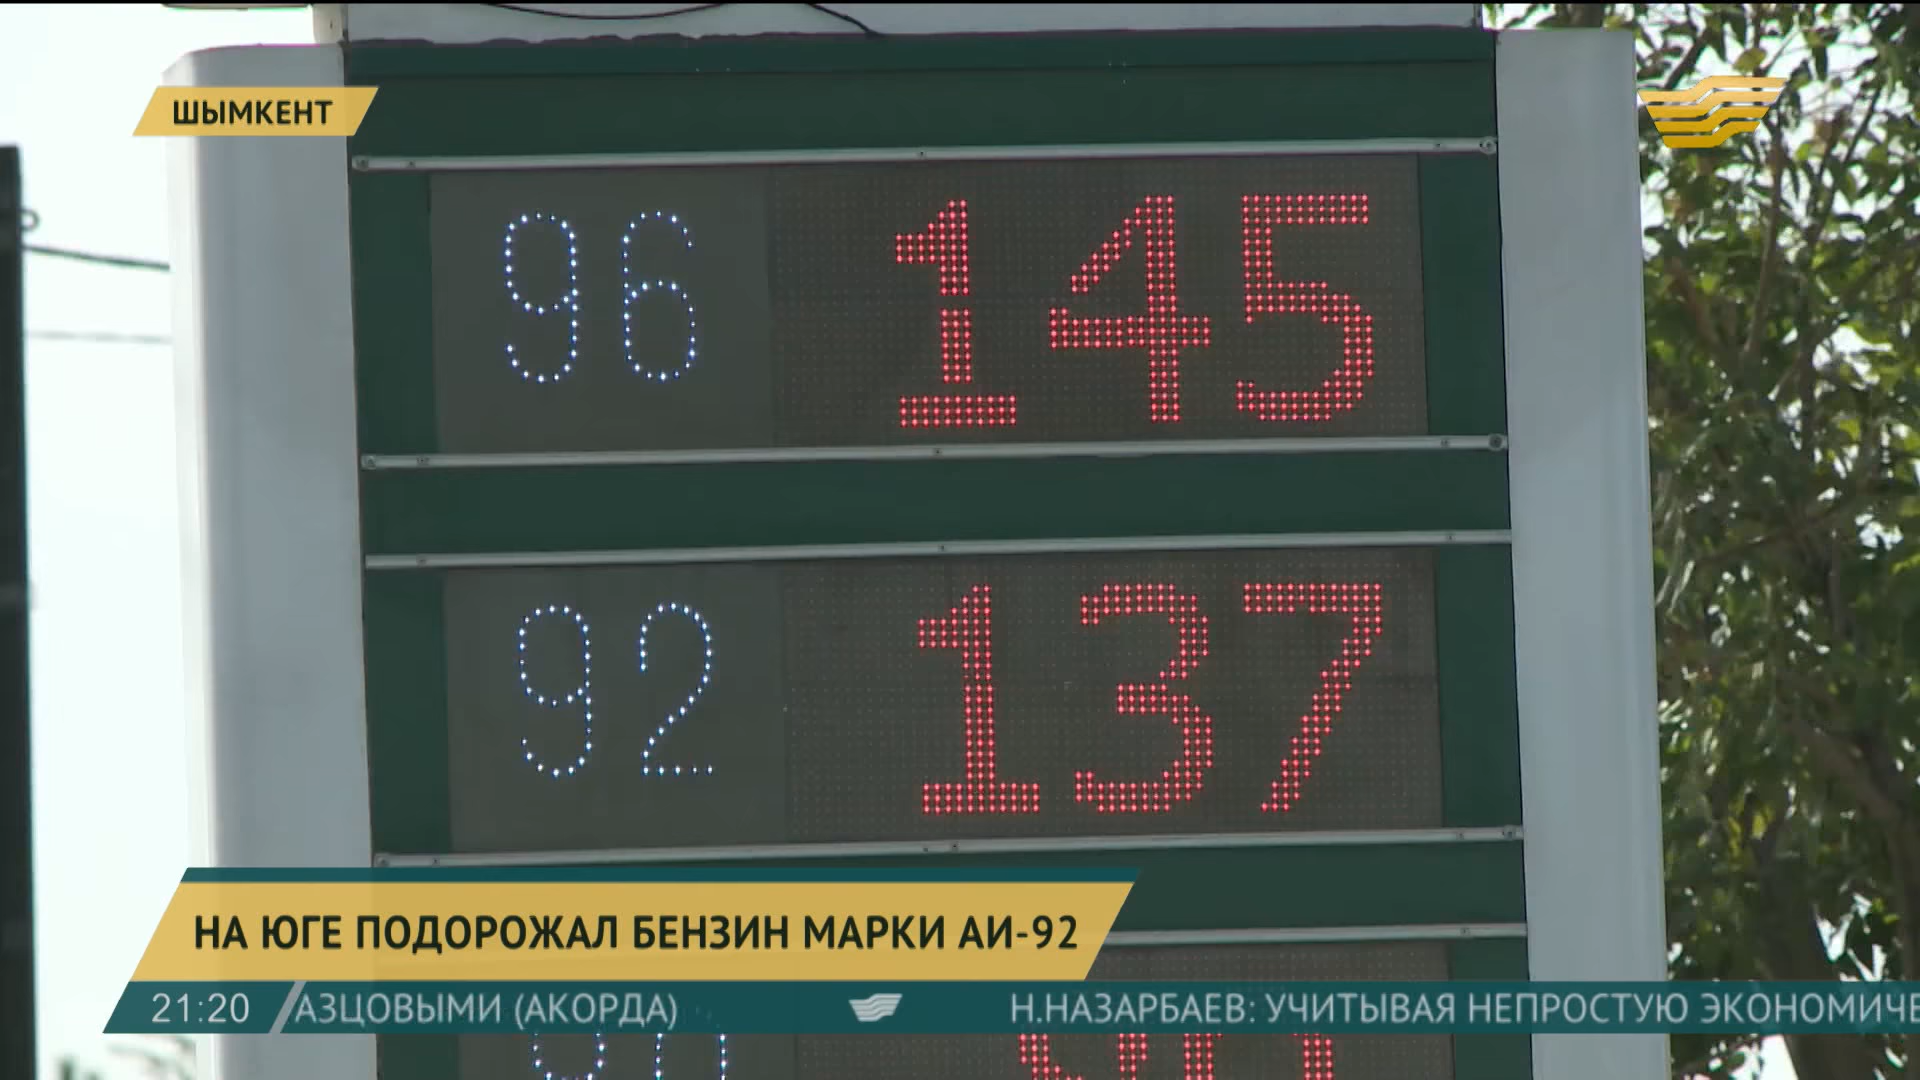 ШЫМКЕНТ
96 145
92 137
НА ЮГЕ ПОДОРОЖАЛ БЕНЗИН МАРКИ АИ-92
21:20 АЗЦОВЫМИ (АКОРДА) Н.НАЗАРБАЕВ: УЧИТЫВАЯ НЕПРОСТУЮ ЭКОНОМИЧЕ